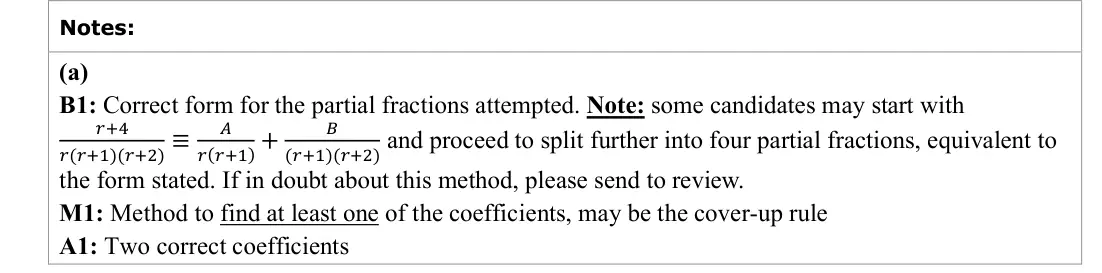 Notes:
(a)
B1: Correct form for the partial fractions attempted. Note: some candidates may start with
\frac{r+4}{r(r+1)(r+2)} ≡ \frac{A}{r(r+1)} + \frac{B}{(r+1)(r+2)} and proceed to split further into four partial fractions, equivalent to
the form stated. If in doubt about this method, please send to review.
M1: Method to find at least one of the coefficients, may be the cover-up rule
A1: Two correct coefficients